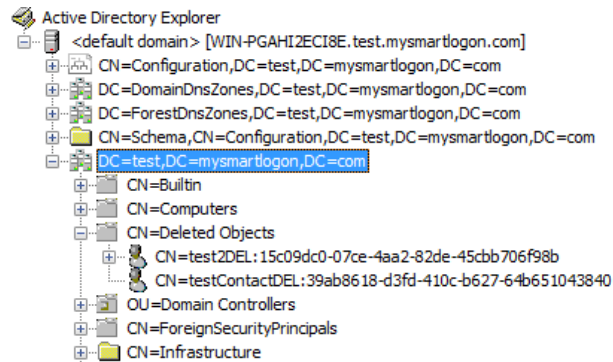 Active Directory Explorer
<default domain> [WIN-PGAHI2ECI8E.test.mysmartlogon.com]
CN=Configuration,DC=test,DC=mysmartlogon,DC=com
DC=DomainDnsZones,DC=test,DC=mysmartlogon,DC=com
DC=ForestDnsZones,DC=test,DC=mysmartlogon,DC=com
CN=Schema,CN=Configuration,DC=test,DC=mysmartlogon,DC=com
DC=test,DC=mysmartlogon,DC=com
CN=Builtin
CN=Computers
CN=Deleted Objects
CN=test2DEL:15c09dc0-07ce-4aa2-82de-45cbb706f98b
CN=testContactDEL:39ab8618-d3fd-410c-b627-64b651043840
OU=Domain Controllers
CN=ForeignSecurityPrincipals
CN=Infrastructure